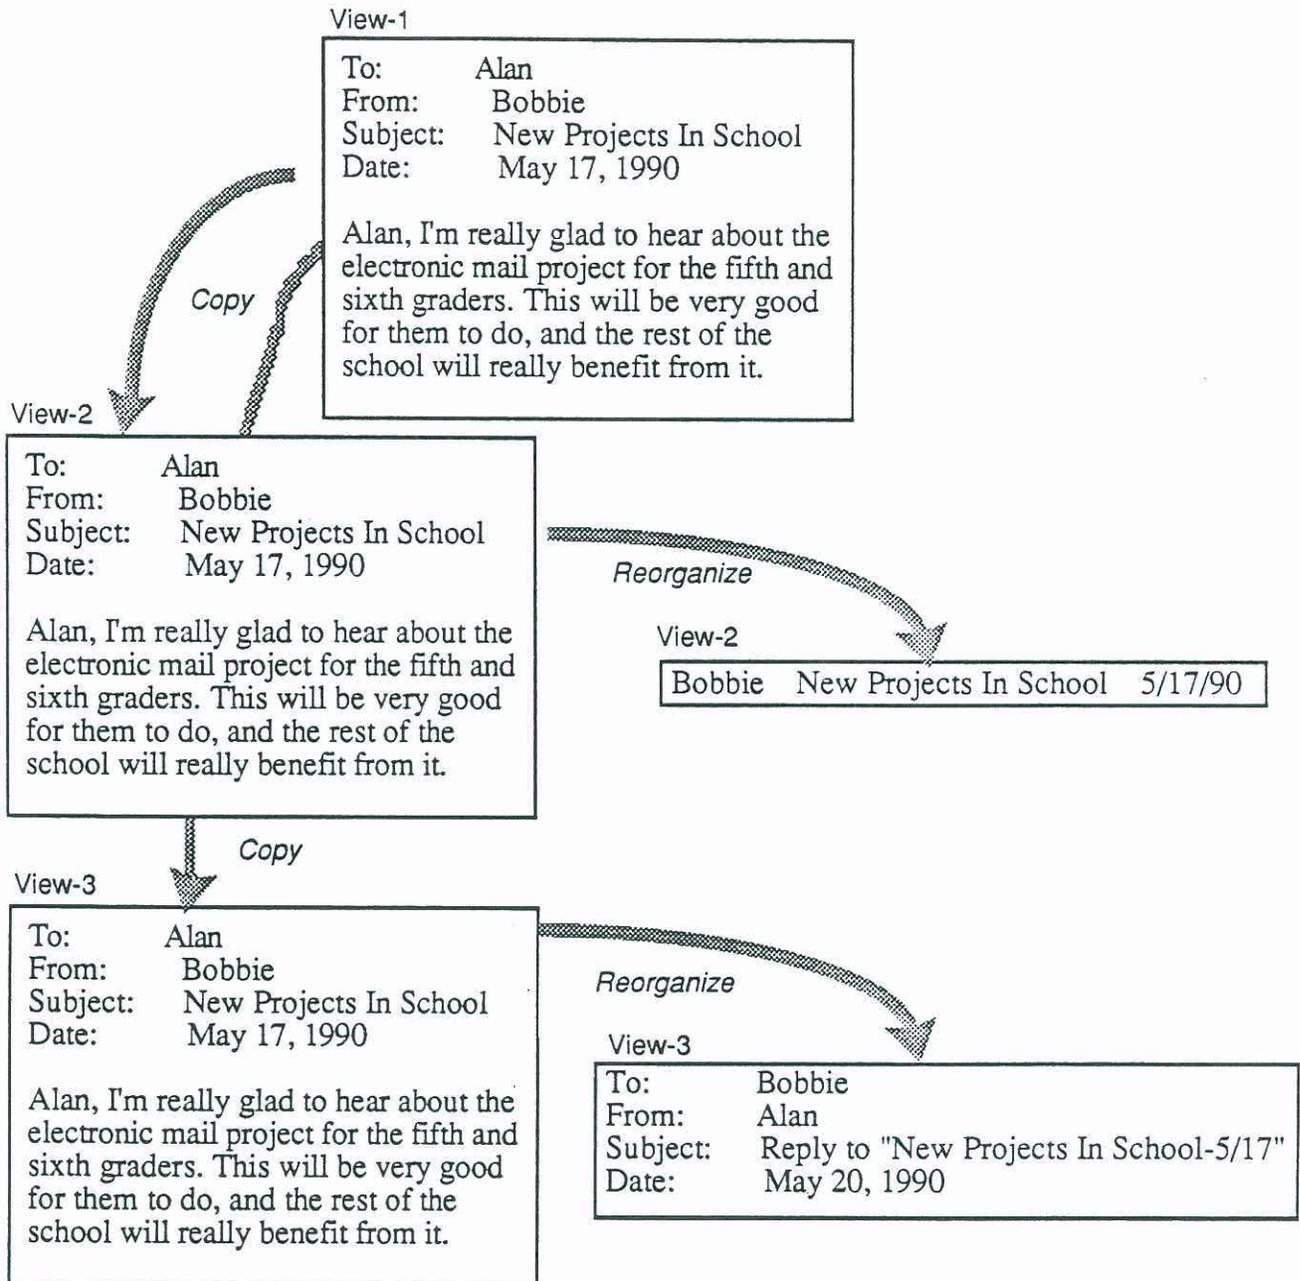 View-1
To: Alan
From: Bobbie
Subject: New Projects In School
Date: May 17, 1990
Alan, I'm really glad to hear about the
electronic mail project for the fifth and
sixth graders. This will be very good
for them to do, and the rest of the
school will really benefit from it.
Copy
View-2
To: Alan
From: Bobbie
Subject: New Projects In School
Date: May 17, 1990
Alan, I'm really glad to hear about the
electronic mail project for the fifth and
sixth graders. This will be very good
for them to do, and the rest of the
school will really benefit from it.
Reorganize
View-2
Bobbie New Projects In School 5/17/90
Copy
View-3
To: Alan
From: Bobbie
Subject: New Projects In School
Date: May 17, 1990
Alan, I'm really glad to hear about the
electronic mail project for the fifth and
sixth graders. This will be very good
for them to do, and the rest of the
school will really benefit from it.
Reorganize
View-3
To: Bobbie
From: Alan
Subject: Reply to "New Projects In School-5/17"
Date: May 20, 1990